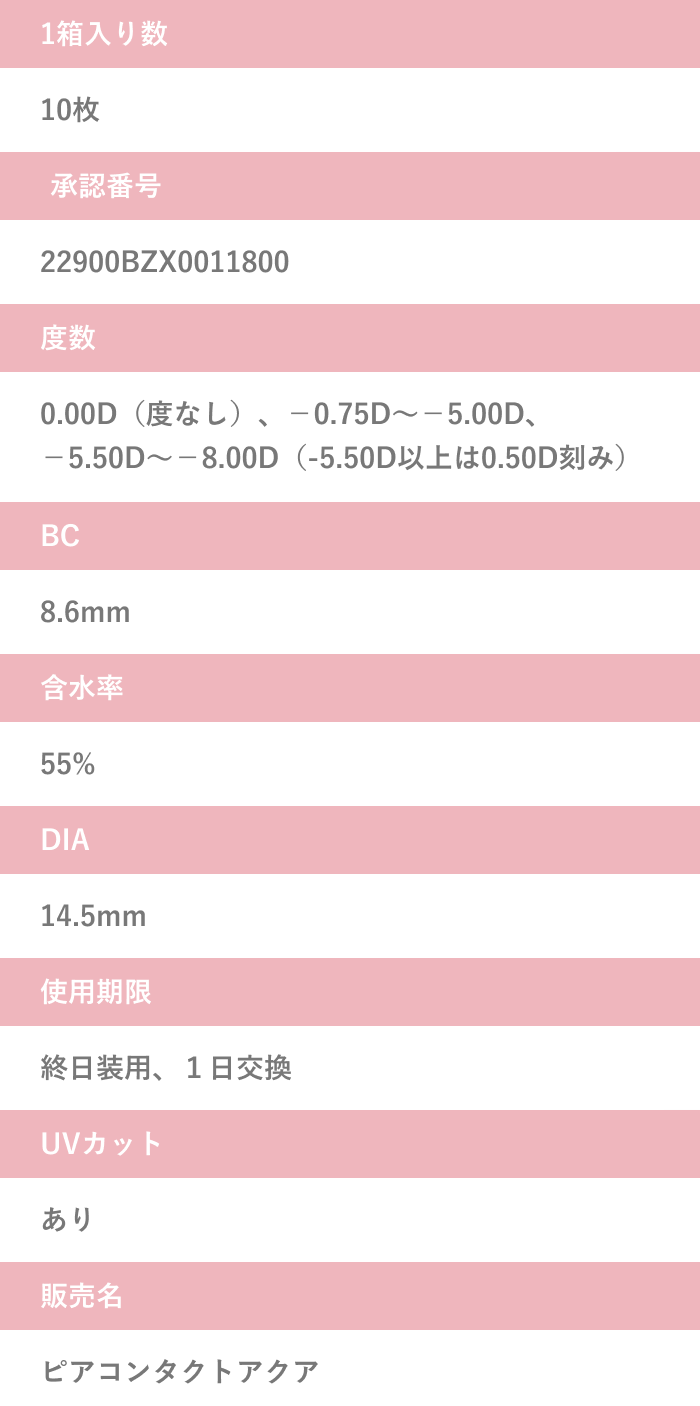 1箱入り数
10枚
承認番号
22900BZX0011800
度数
0.00D（度なし）、－0.75D～－5.00D、
－5.50D～－8.00D（-5.50D以上は0.50D刻み）
BC
8.6mm
含水率
55%
DIA
14.5mm
使用期限
終日装用、１日交換
UVカット
あり
販売名
ピアコンタクトアクア